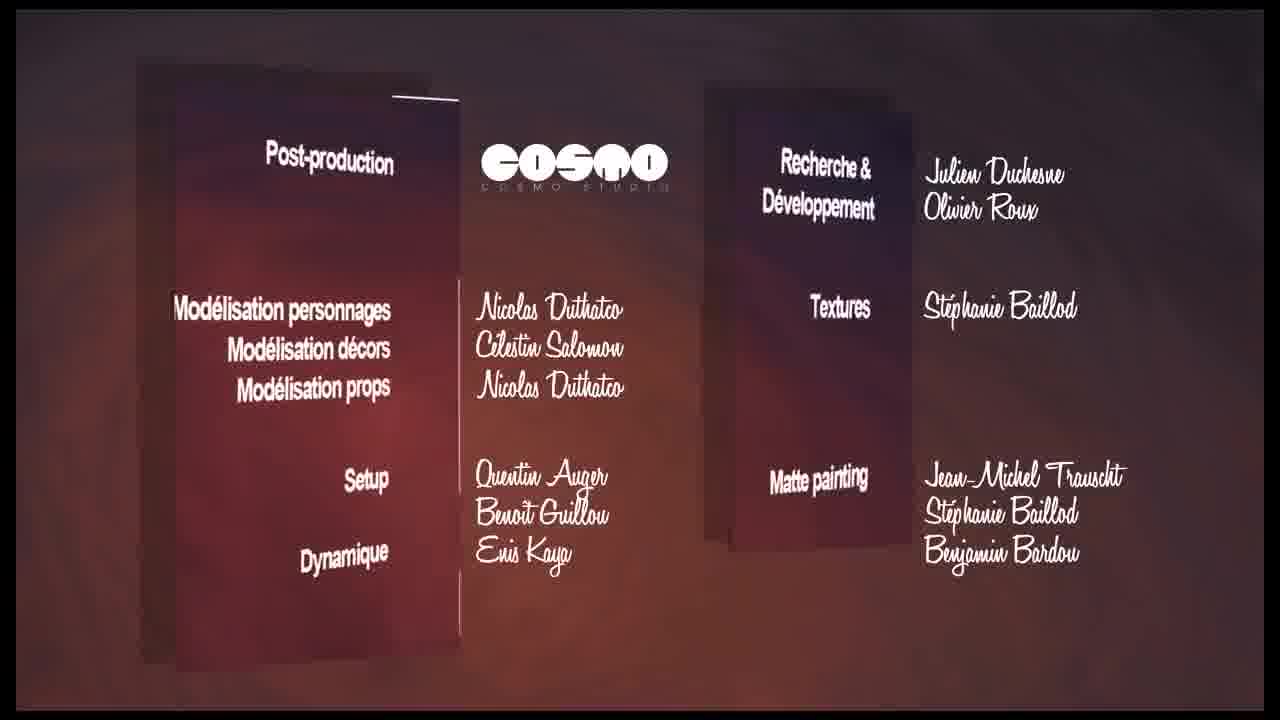 Post-production
COSMO
COSMO STUDIO
Modélisation personnages Nicolas Duthatco
Modélisation décors Célestin Salomon
Modélisation props Nicolas Duthatco
Setup Quentin Auger
Benoît Guillou
Dynamique Enis Kaya
Recherche & Julien Duchesne
Développement Olivier Roux
Textures Stéphanie Baillod
Matte painting Jean-Michel Trauscht
Stéphanie Baillod
Benjamin Bardou